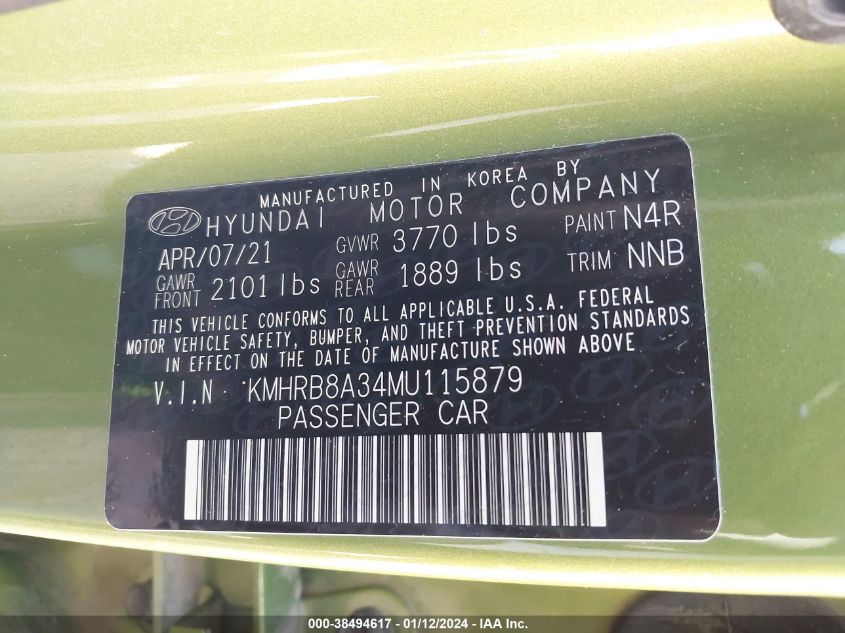 MANUFACTURED IN KOREA BY
HYUNDAI MOTOR COMPANY
APR/07/21 GVWR 3770 lbs PAINT N4R
GAWR FRONT 2101 lbs GAWR REAR 1889 lbs TRIM NNB
THIS VEHICLE CONFORMS TO ALL APPLICABLE U.S.A. FEDERAL
MOTOR VEHICLE SAFETY, BUMPER, AND THEFT PREVENTION STANDARDS
IN EFFECT ON THE DATE OF MANUFACTURE SHOWN ABOVE
V.I.N KMHRB8A34MU115879
PASSENGER CAR
000-38494617 - 01/12/2024 - IAA Inc.